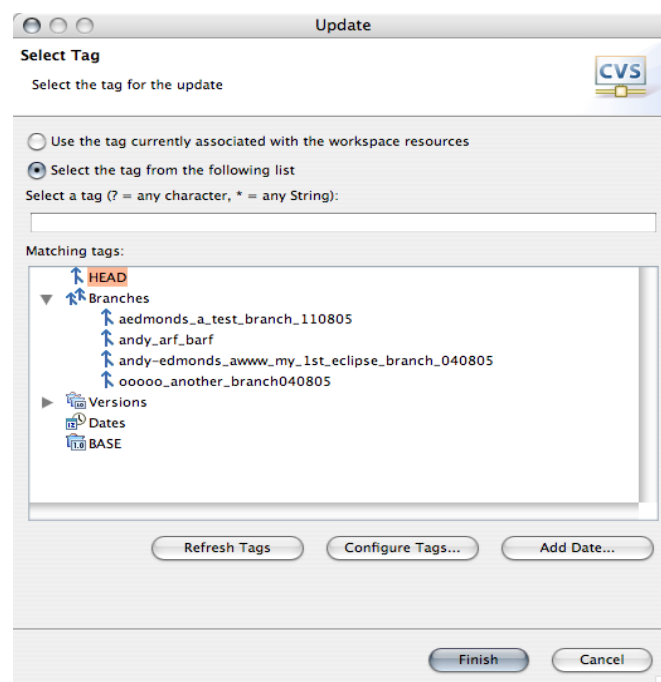 Update
Select Tag
Select the tag for the update
CVS
Use the tag currently associated with the workspace resources
Select the tag from the following list
Select a tag (? = any character, * = any String):
Matching tags:
HEAD
Branches
aedmonds_a_test_branch_110805
andy_arf_barf
andy-edmonds_awww_my_1st_eclipse_branch_040805
ooooo_another_branch040805
Versions
Dates
BASE
Refresh Tags Configure Tags... Add Date...
Finish Cancel